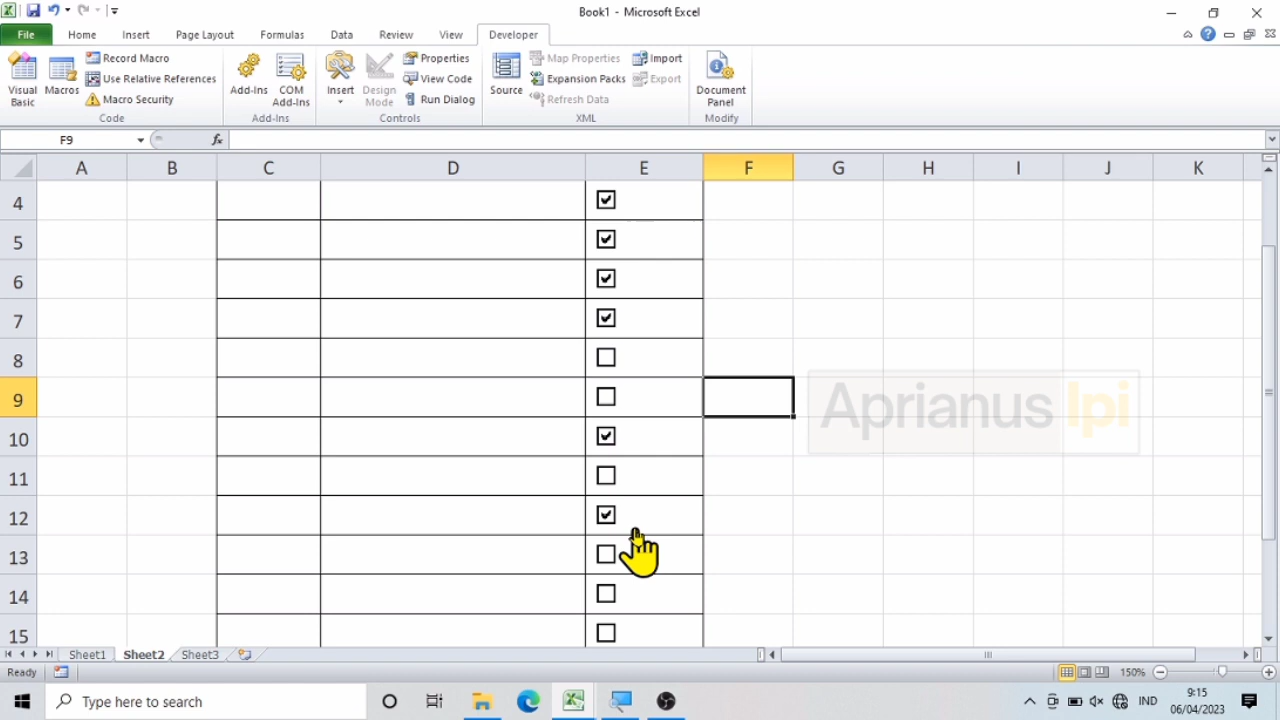 Book1 - Microsoft Excel
File Home Insert Page Layout Formulas Data Review View Developer
Visual Basic
Macros
Record Macro
Use Relative References
Macro Security
Code
Add-Ins
COM Add-Ins
Add-Ins
Insert
Design Mode
Properties
View Code
Run Dialog
Controls
Source
Map Properties
Expansion Packs
Refresh Data
Import
Export
XML
Document Panel
Modify
F9 fx
A B C D E F G H I J K
4
5
6
7
8
9
Aprianus Ipi
10
11
12
13
14
15
Sheet1 Sheet2 Sheet3
Ready 150%
Type here to search
IND
9:15
06/04/2023